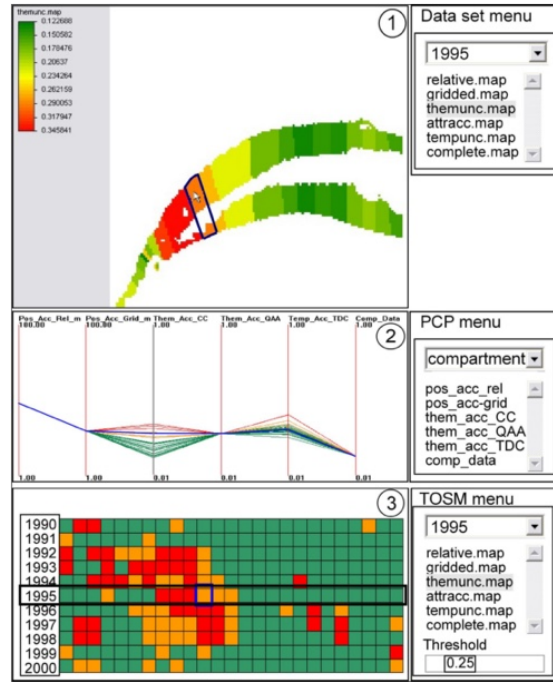 themunc.map
0.122688
0.150582
0.178476
0.20637
0.234264
0.262159
0.290053
0.317947
0.345841
1
Data set menu
1995
relative.map
gridded.map
themunc.map
attracc.map
tempunc.map
complete.map
Pos_Acc_Rel_m Pos_Acc_Grid_m Them_Acc_CC Them_Acc_QAA Temp_Acc_TDC Comp_Data
100.00 100.00 1.00 1.00 1.00 1.00
2
1.00 1.00 0.01 0.01 0.01 0.01
PCP menu
compartment
pos_acc_rel
pos_acc-grid
them_acc_CC
them_acc_QAA
them_acc_TDC
comp_data
3
1990
1991
1992
1993
1994
1995
1996
1997
1998
1999
2000
TOSM menu
1995
relative.map
gridded.map
themunc.map
attracc.map
tempunc.map
complete.map
Threshold
0.25